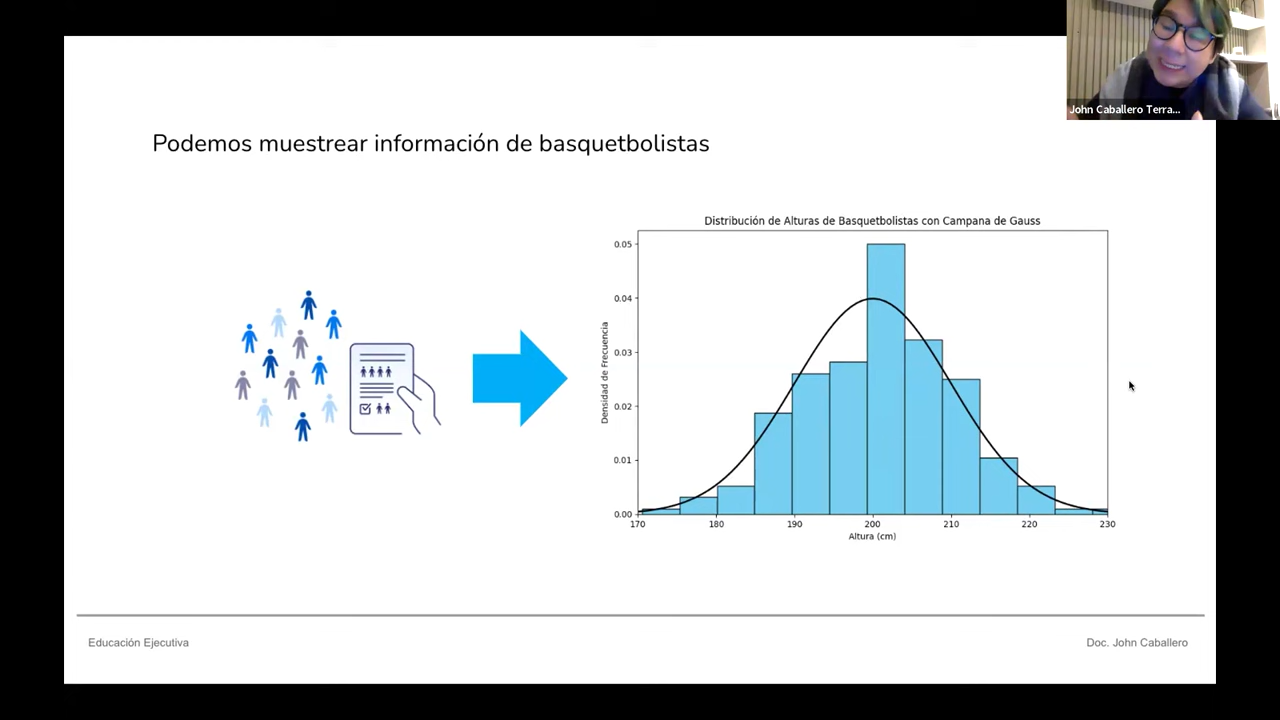 John Caballero Terra...
Podemos muestrear información de basquetbolistas
Distribución de Alturas de Basquetbolistas con Campana de Gauss
0.05
0.04
0.03
0.02
0.01
0.00
Densidad de Frecuencia
170 180 190 200 210 220 230
Altura (cm)
Educación Ejecutiva
Doc. John Caballero